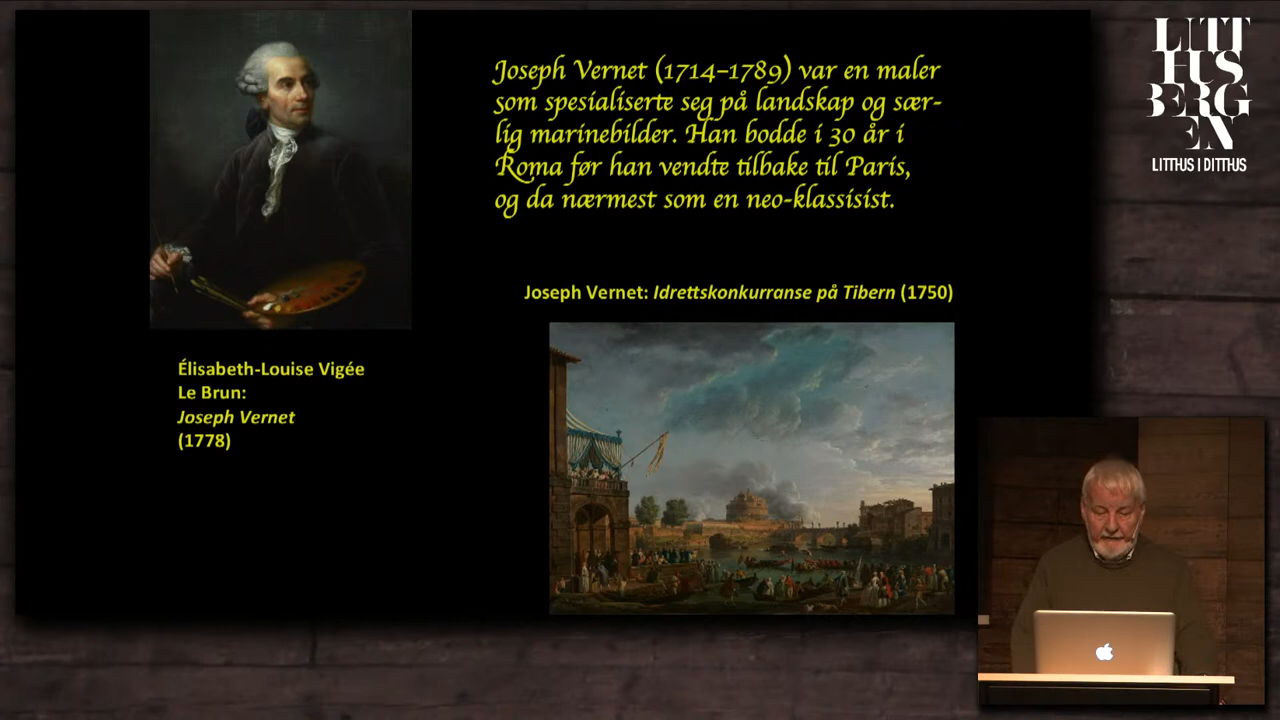 Joseph Vernet (1714–1789) var en maler
som spesialiserte seg på landskap og sær-
lig marinebilder. Han bodde i 30 år i
Roma før han vendte tilbake til Paris,
og da nærmest som en neo-klassisist.
Joseph Vernet: Idrettskonkurranse på Tibern (1750)
Élisabeth-Louise Vigée
Le Brun:
Joseph Vernet
(1778)
LITT
HUS
BERG
EN
LITTHUS I DITTHUS